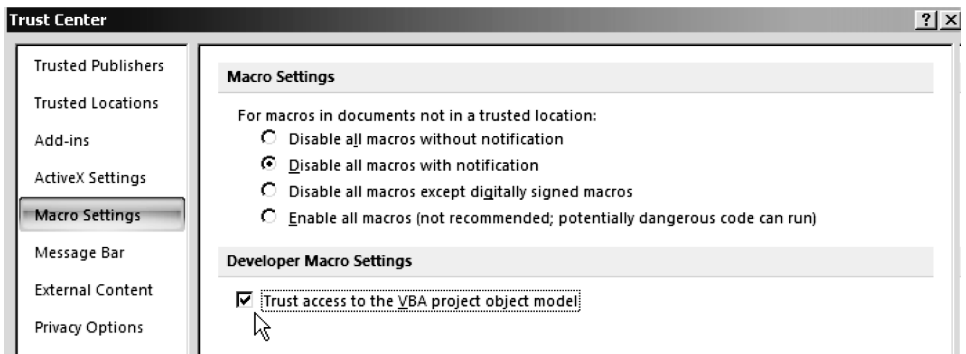 Trust Center
Trusted Publishers
Trusted Locations
Add-ins
ActiveX Settings
Macro Settings
Message Bar
External Content
Privacy Options
Macro Settings
For macros in documents not in a trusted location:
Disable all macros without notification
Disable all macros with notification
Disable all macros except digitally signed macros
Enable all macros (not recommended; potentially dangerous code can run)
Developer Macro Settings
Trust access to the VBA project object model